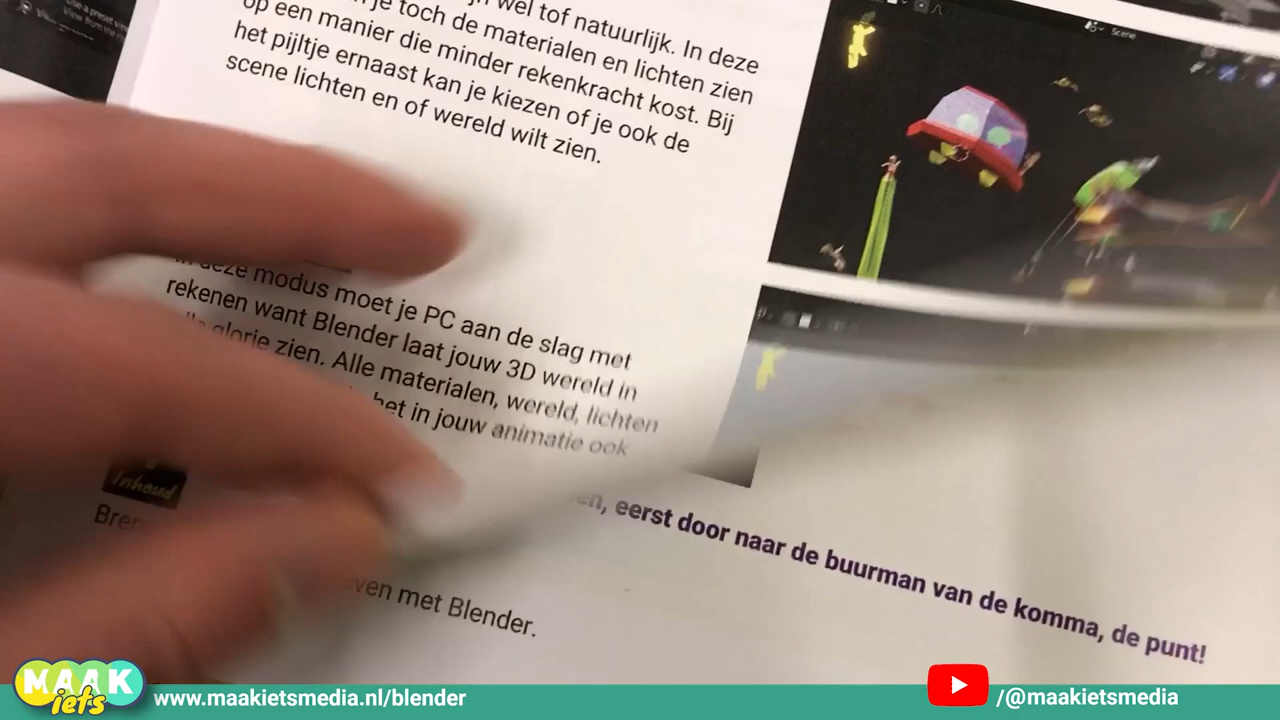 wel tof natuurlijk. In deze
je toch de materialen en lichten zien
op een manier die minder rekenkracht kost. Bij
het pijltje ernaast kan je kiezen of je ook de
scene lichten en of wereld wilt zien.
Scene
deze modus moet je PC aan de slag met
rekenen want Blender laat jouw 3D wereld in
glorie zien. Alle materialen, wereld, lichten
het in jouw animatie ook
Inhoud
eerst door naar de buurman van de komma, de punt!
even met Blender.
MAAK
iets
www.maakietsmedia.nl/blender
/@maakietsmedia